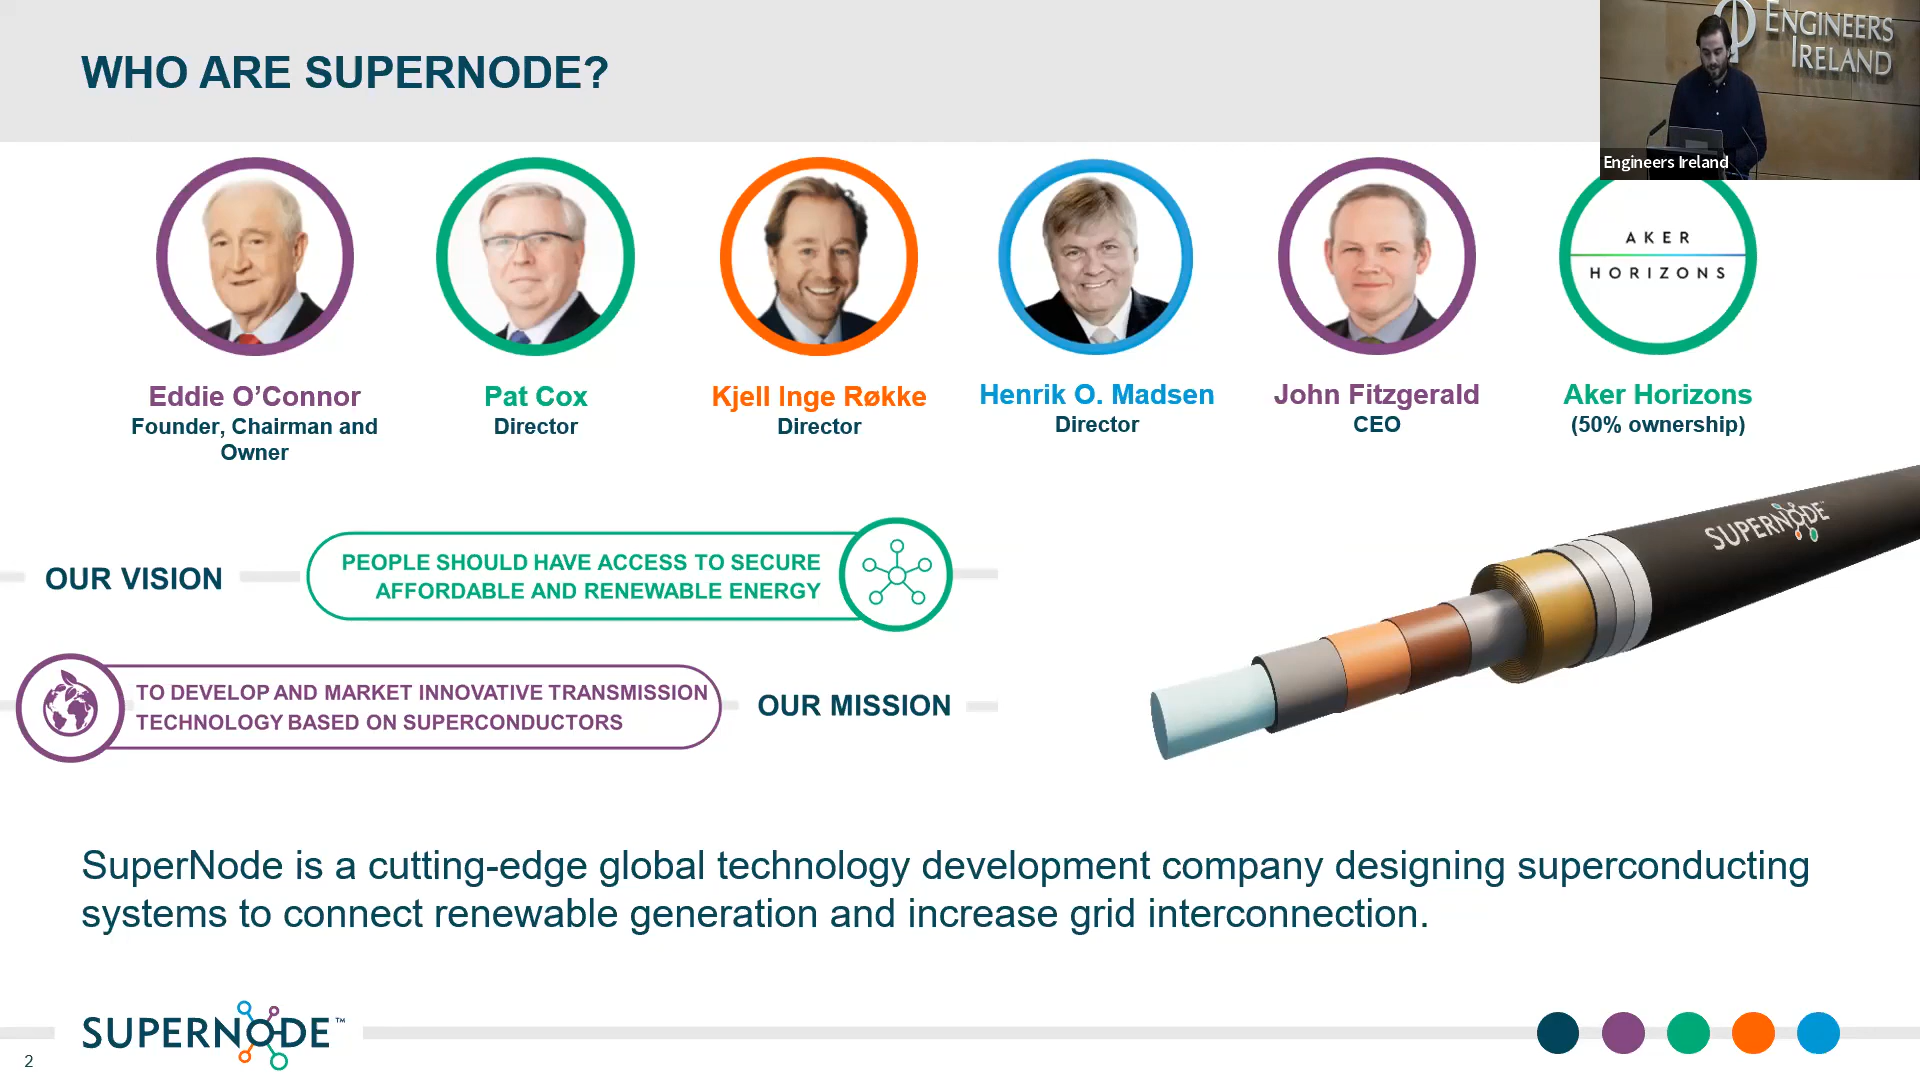 WHO ARE SUPERNODE?
ENGINEERS
IRELAND
Engineers Ireland
AKER
HORIZONS
Eddie O’Connor
Founder, Chairman and
Owner
Pat Cox
Director
Kjell Inge Røkke
Director
Henrik O. Madsen
Director
John Fitzgerald
CEO
Aker Horizons
(50% ownership)
SUPERNODE™
OUR VISION
PEOPLE SHOULD HAVE ACCESS TO SECURE
AFFORDABLE AND RENEWABLE ENERGY
TO DEVELOP AND MARKET INNOVATIVE TRANSMISSION
TECHNOLOGY BASED ON SUPERCONDUCTORS
OUR MISSION
SuperNode is a cutting-edge global technology development company designing superconducting
systems to connect renewable generation and increase grid interconnection.
SUPERNODE™
2